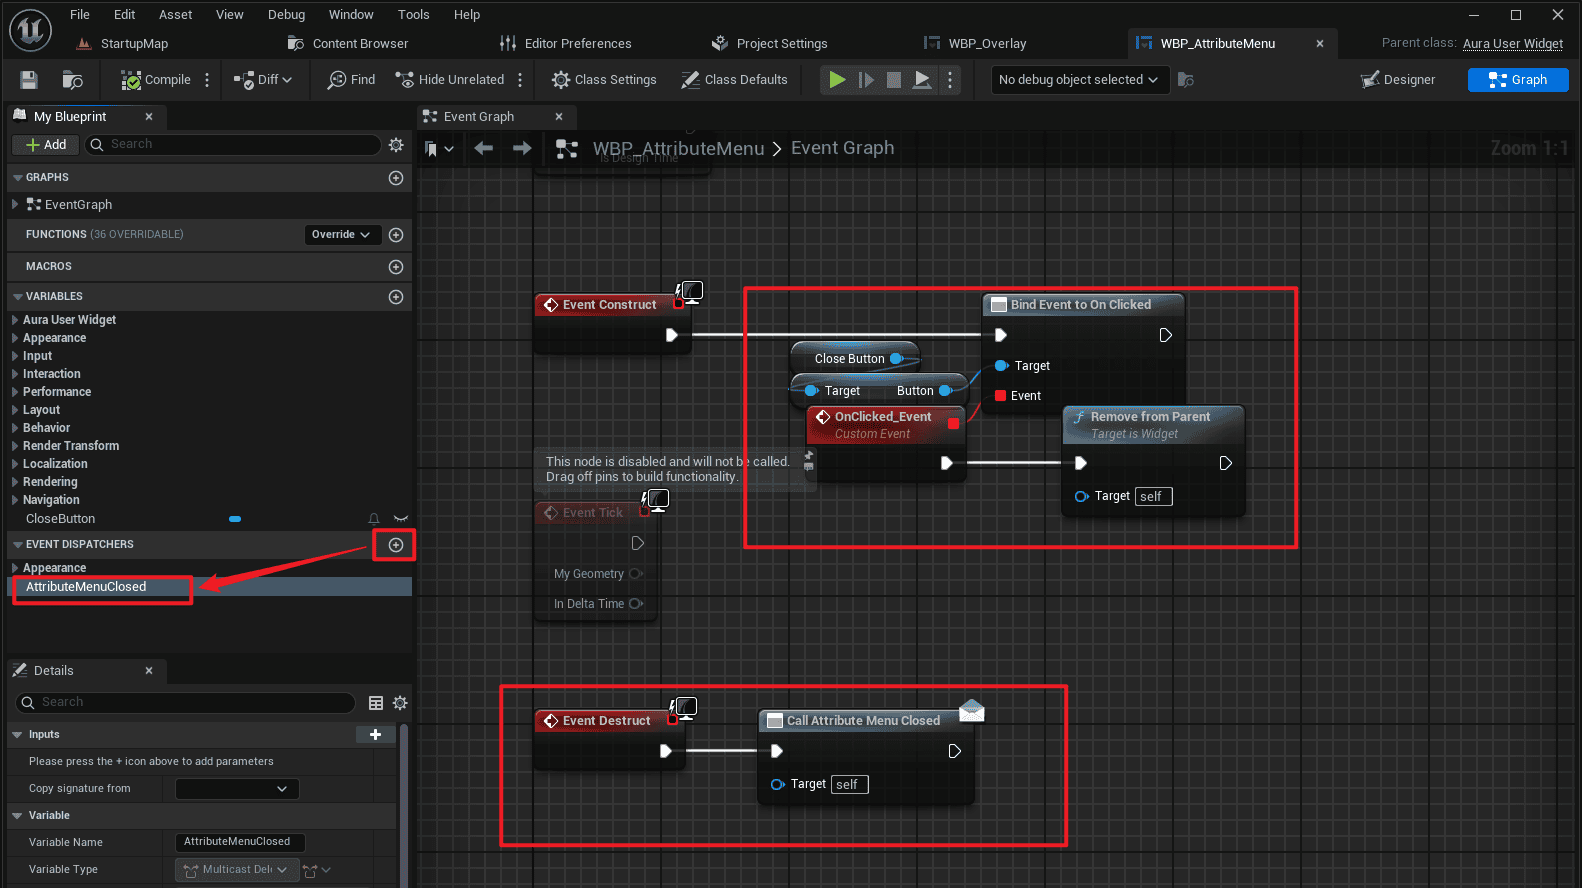 File Edit Asset View Debug Window Tools Help
StartupMap Content Browser Editor Preferences Project Settings WBP_Overlay WBP_AttributeMenu Parent class: Aura User Widget
Compile Diff Find Hide Unrelated Class Settings Class Defaults No debug object selected Designer Graph
My Blueprint Event Graph
Add Search
WBP_AttributeMenu > Event Graph Zoom 1:1
Is Design Time
GRAPHS
EventGraph
FUNCTIONS (36 OVERRIDABLE) Override
MACROS
VARIABLES
Aura User Widget
Appearance
Input
Interaction
Performance
Layout
Behavior
Render Transform
Localization
Rendering
Navigation
CloseButton
EVENT DISPATCHERS
Appearance
AttributeMenuClosed
Event Construct
Bind Event to On Clicked
Target
Event
Close Button
Target Button
OnClicked_Event
Custom Event
Remove from Parent
Target is Widget
Target self
This node is disabled and will not be called.
Drag off pins to build functionality.
Event Tick
My Geometry
In Delta Time
Event Destruct
Call Attribute Menu Closed
Target self
Details
Search
Inputs
Please press the + icon above to add parameters
Copy signature from
Variable
Variable Name AttributeMenuClosed
Variable Type Multicast Del